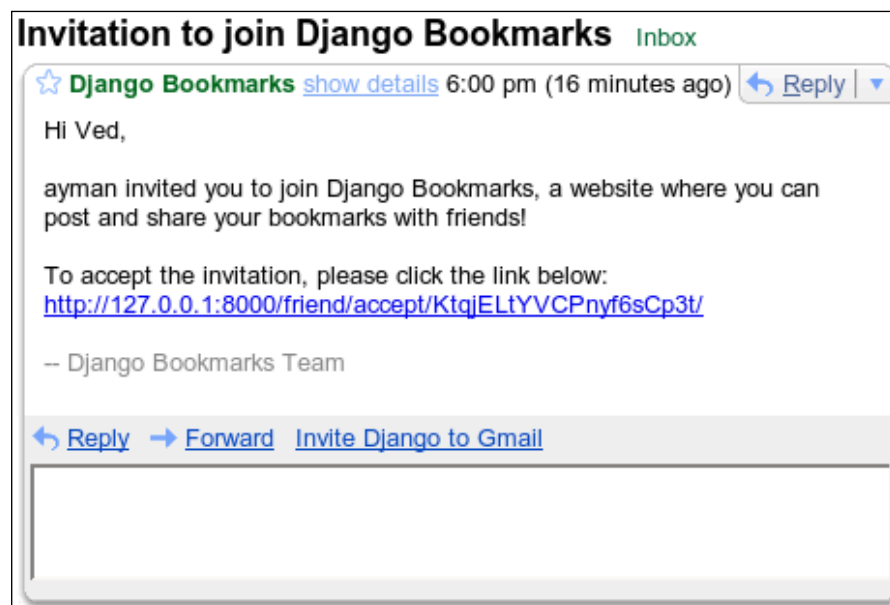 Invitation to join Django Bookmarks Inbox
Django Bookmarks show details 6:00 pm (16 minutes ago) Reply
Hi Ved,
ayman invited you to join Django Bookmarks, a website where you can
post and share your bookmarks with friends!
To accept the invitation, please click the link below:
http://127.0.0.1:8000/friend/accept/KtqjELtYVCPnyf6sCp3t/
-- Django Bookmarks Team
Reply Forward Invite Django to Gmail